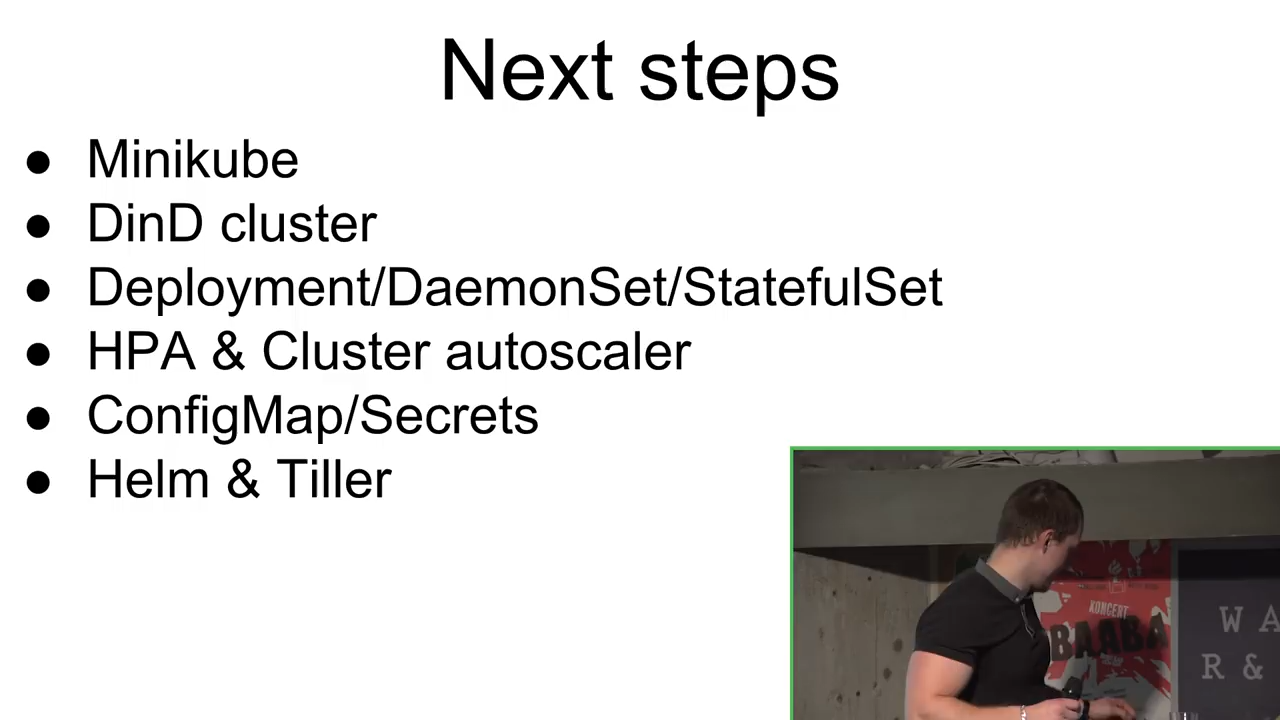 Next steps
● Minikube
● DinD cluster
● Deployment/DaemonSet/StatefulSet
● HPA & Cluster autoscaler
● ConfigMap/Secrets
● Helm & Tiller
KONCERT
BAABA
W A
R &